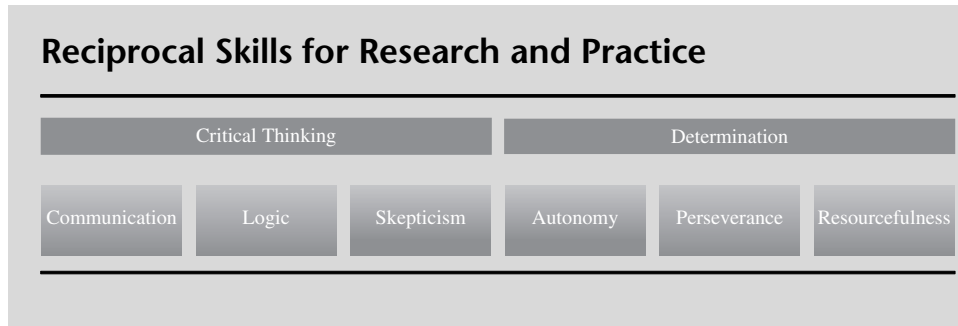 Reciprocal Skills for Research and Practice
Critical Thinking
Determination
Communication
Logic
Skepticism
Autonomy
Perseverance
Resourcefulness